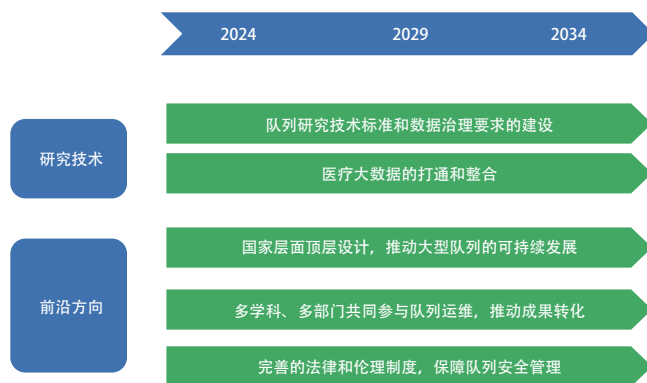 2024 2029 2034
研究技术
队列研究技术标准和数据治理要求的建设
医疗大数据的打通和整合
前沿方向
国家层面顶层设计，推动大型队列的可持续发展
多学科、多部门共同参与队列运维，推动成果转化
完善的法律和伦理制度，保障队列安全管理